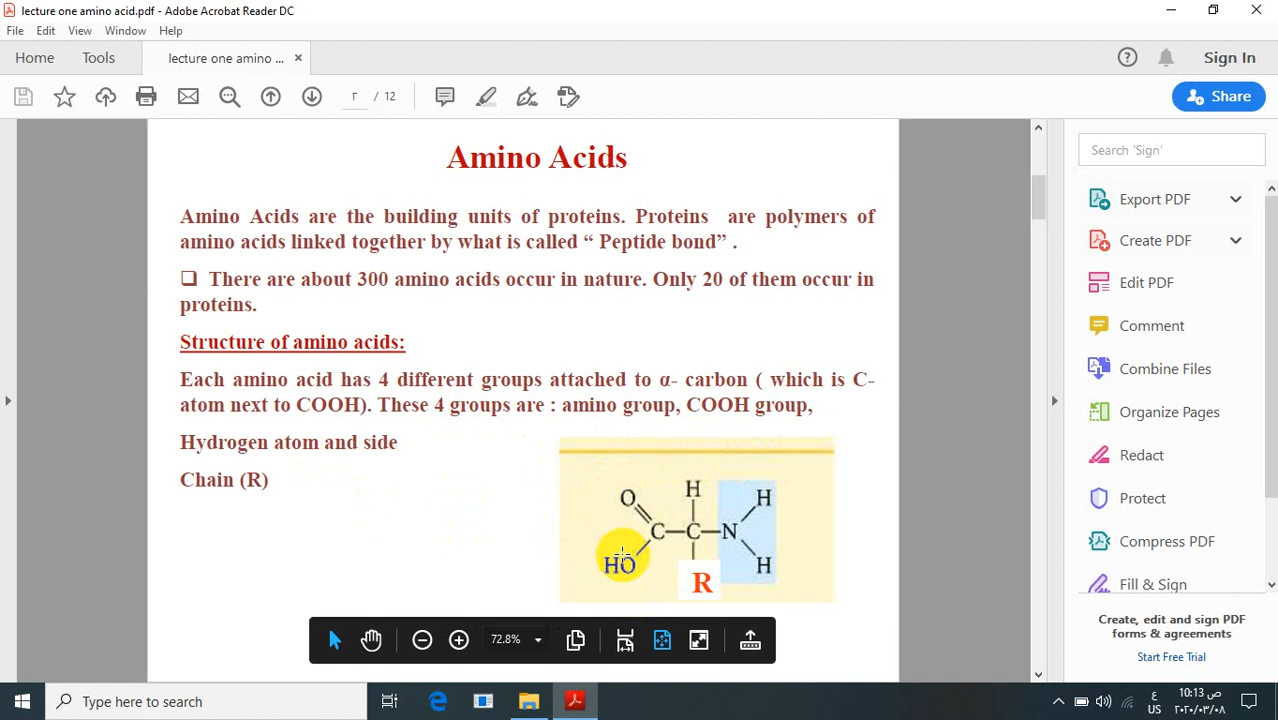 lecture one amino acid.pdf - Adobe Acrobat Reader DC
File Edit View Window Help
Home Tools lecture one amino ... × Sign In
٢ / 12 Share
Amino Acids
Amino Acids are the building units of proteins. Proteins are polymers of
amino acids linked together by what is called “ Peptide bond” .
❑ There are about 300 amino acids occur in nature. Only 20 of them occur in
proteins.
Structure of amino acids:
Each amino acid has 4 different groups attached to α- carbon ( which is C-
atom next to COOH). These 4 groups are : amino group, COOH group,
Hydrogen atom and side
Chain (R)
O H H
C C N
HO R H
72.8%
Search 'Sign'
Export PDF
Create PDF
Edit PDF
Comment
Combine Files
Organize Pages
Redact
Protect
Compress PDF
Fill & Sign
Create, edit and sign PDF
forms & agreements
Start Free Trial
Type here to search
ع
US
ص 10:13
٢٠٢٠/٠٣/٠٨